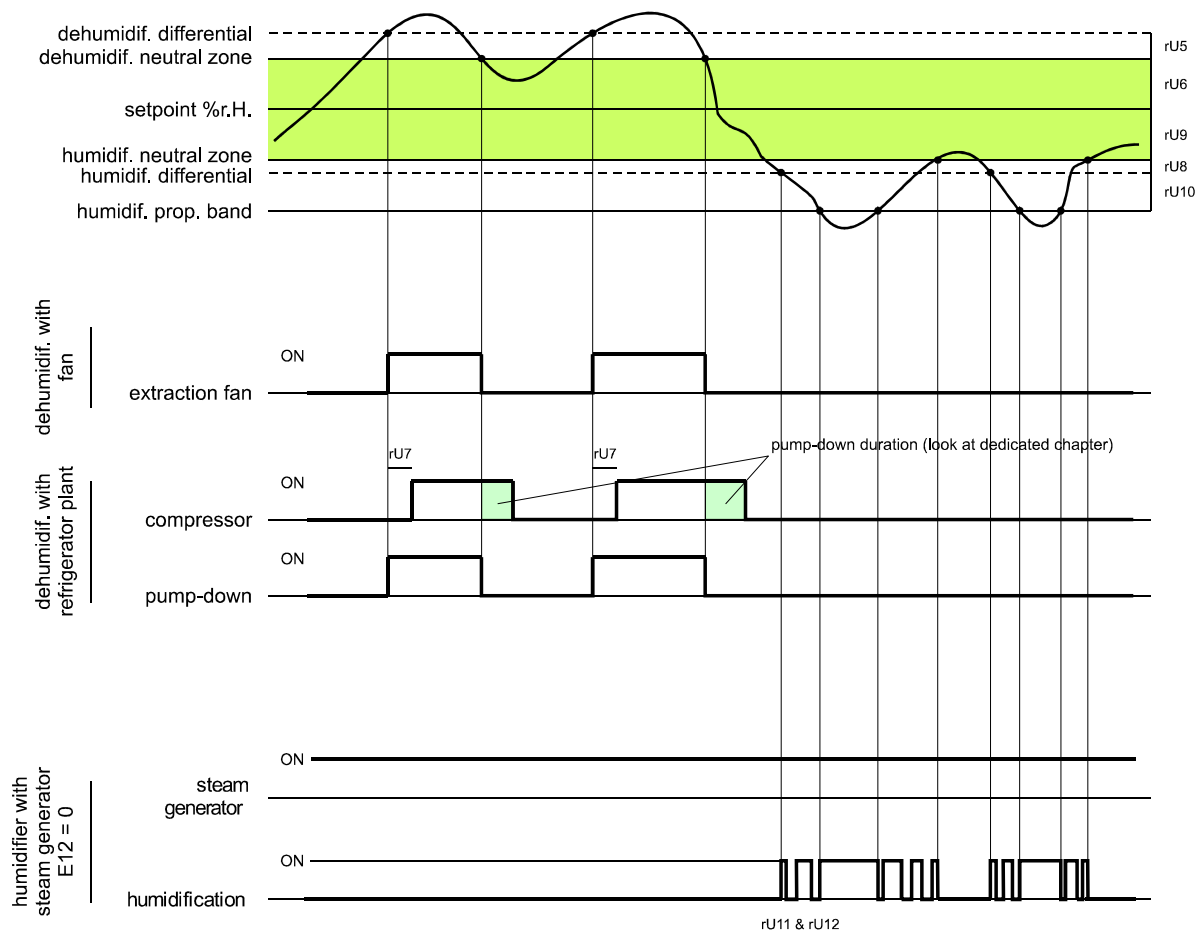 dehumidif. differential
rU5
dehumidif. neutral zone
rU6
setpoint %r.H.
rU9
humidif. neutral zone
rU8
humidif. differential
rU10
humidif. prop. band
dehumidif. with
fan
ON
extraction fan
dehumidif. with
refrigerator plant
rU7
rU7
pump-down duration (look at dedicated chapter)
ON
compressor
ON
pump-down
humidifier with
steam generator
E12 = 0
ON
steam
generator
ON
humidification
rU11 & rU12